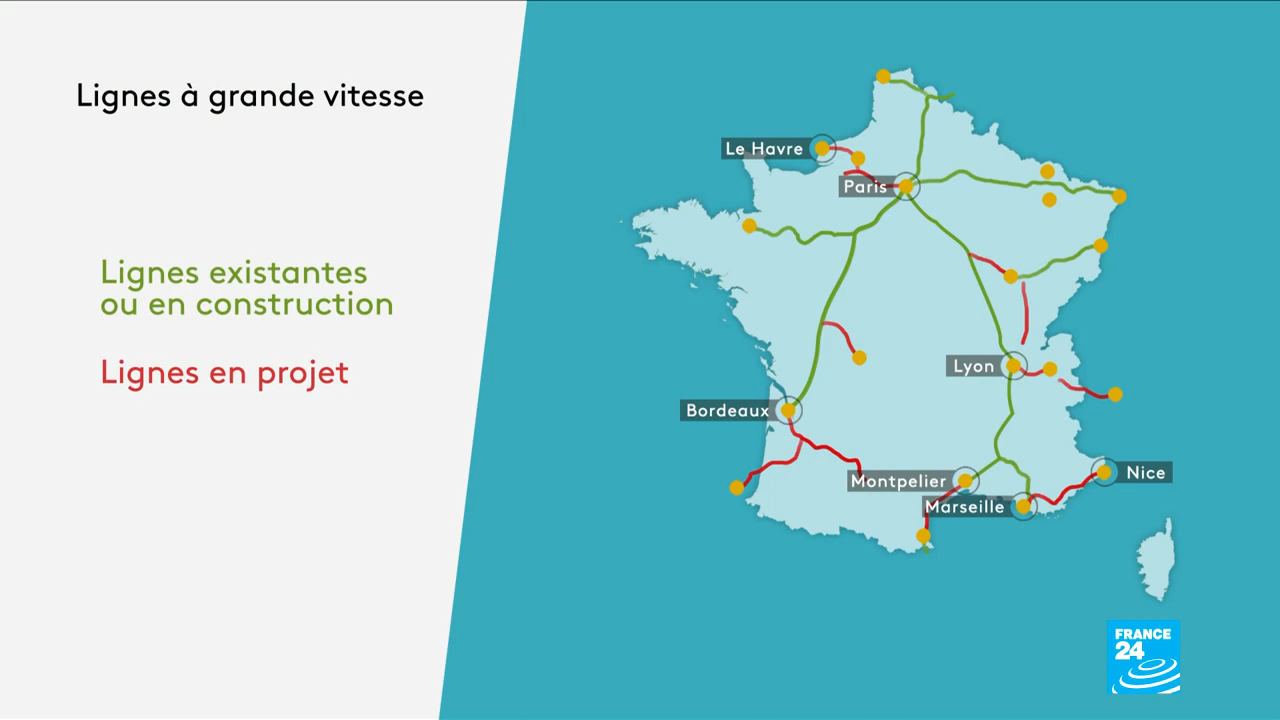 Lignes à grande vitesse
Lignes existantes
ou en construction
Lignes en projet
Le Havre
Paris
Lyon
Bordeaux
Montpelier
Nice
Marseille
FRANCE
24